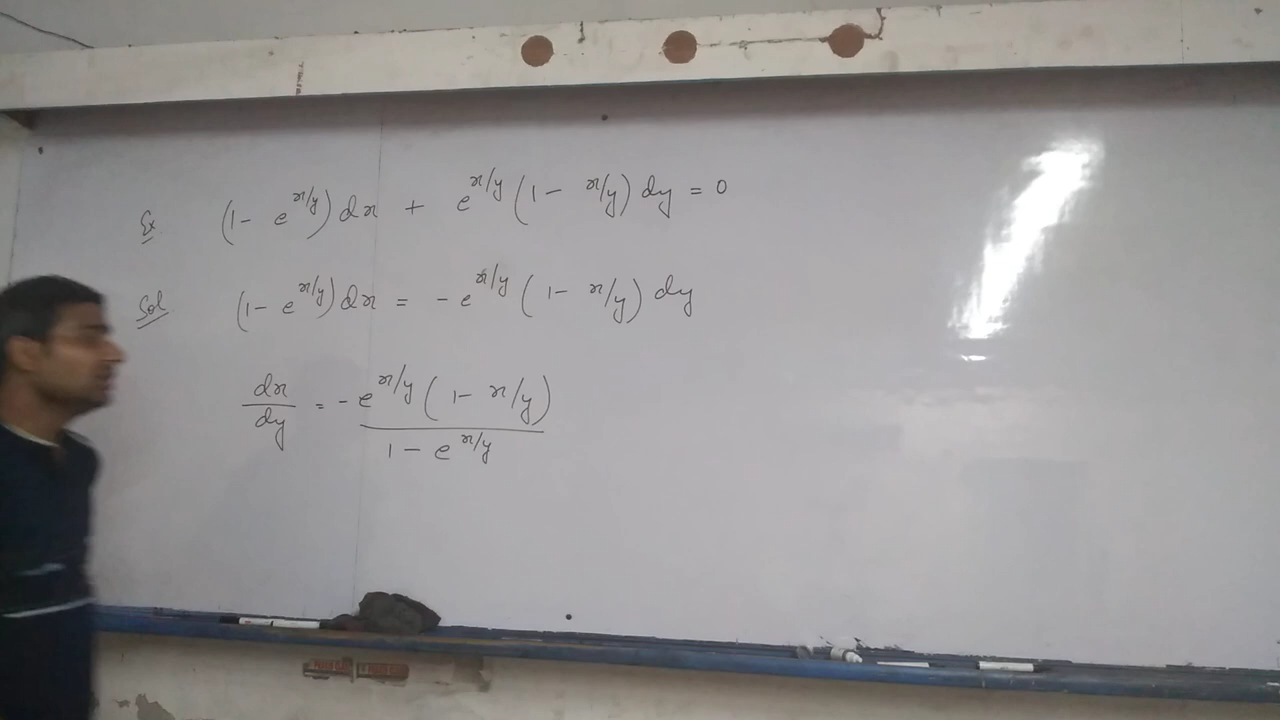 Ex (1 - e^{x/y}) dx + e^{x/y} (1 - x/y) dy = 0
Sol (1 - e^{x/y}) dx = - e^{x/y} (1 - x/y) dy
dx/dy = - e^{x/y} (1 - x/y) / 1 - e^{x/y}